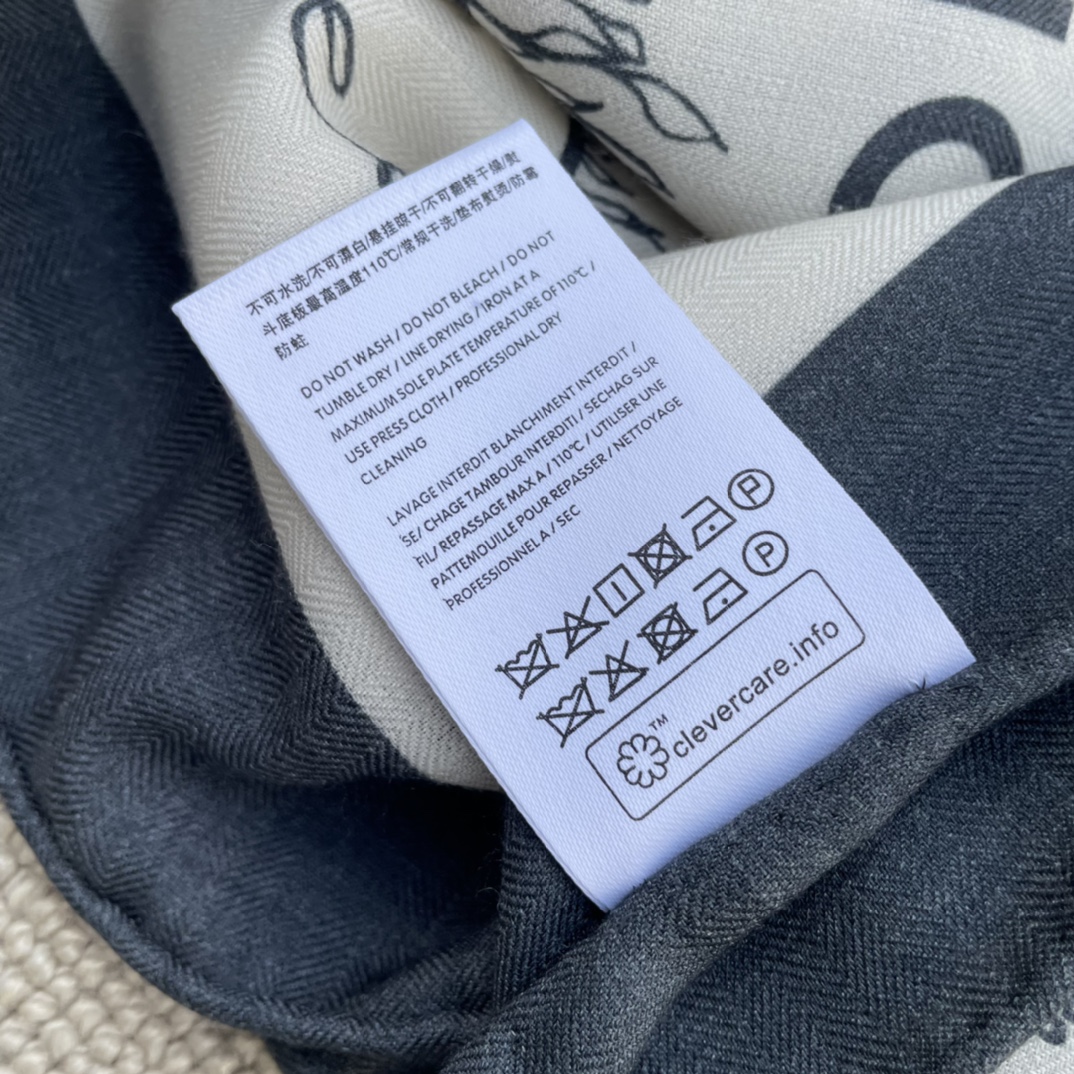 不可水洗/不可漂白/悬挂晾干/不可翻转干燥/熨
斗底板最高温度110℃/常规干洗/垫布熨烫/防霉
防蛀
DO NOT WASH / DO NOT BLEACH / DO NOT
TUMBLE DRY / LINE DRYING / IRON AT A
MAXIMUM SOLE PLATE TEMPERATURE OF 110℃ /
USE PRESS CLOTH / PROFESSIONAL DRY
CLEANING
LAVAGE INTERDIT BLANCHIMENT INTERDIT /
SE/ CHAGE TAMBOUR INTERDITI / SECHAG SUR
FIL/ REPASSAGE MAX A / 110℃ / UTILISER UNE
PATTEMOUILLE POUR REPASSER / NETTOYAGE
PROFESSIONNEL A / SEC
P
P
TM
clevercare.info